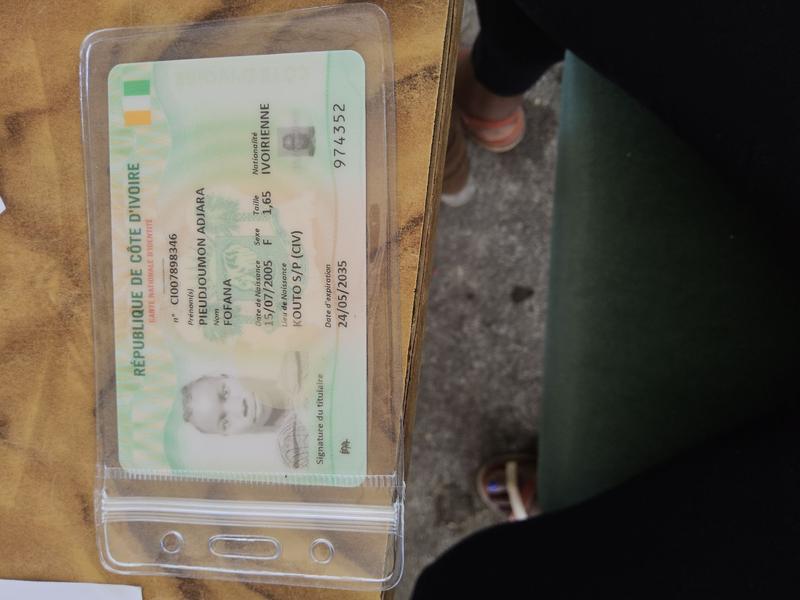 RÉPUBLIQUE DE CÔTE D'IVOIRE
CARTE NATIONALE D'IDENTITÉ
n° CI007898346
Prénom(s)
PIEUDJOUMON ADJARA
Nom
FOFANA
Date de Naissance Sexe Taille Nationalité
15/07/2005 F 1,65 IVOIRIENNE
Lieu de Naissance
KOUTO S/P (CIV)
Date d'expiration
24/05/2035
974352
Signature du titulaire